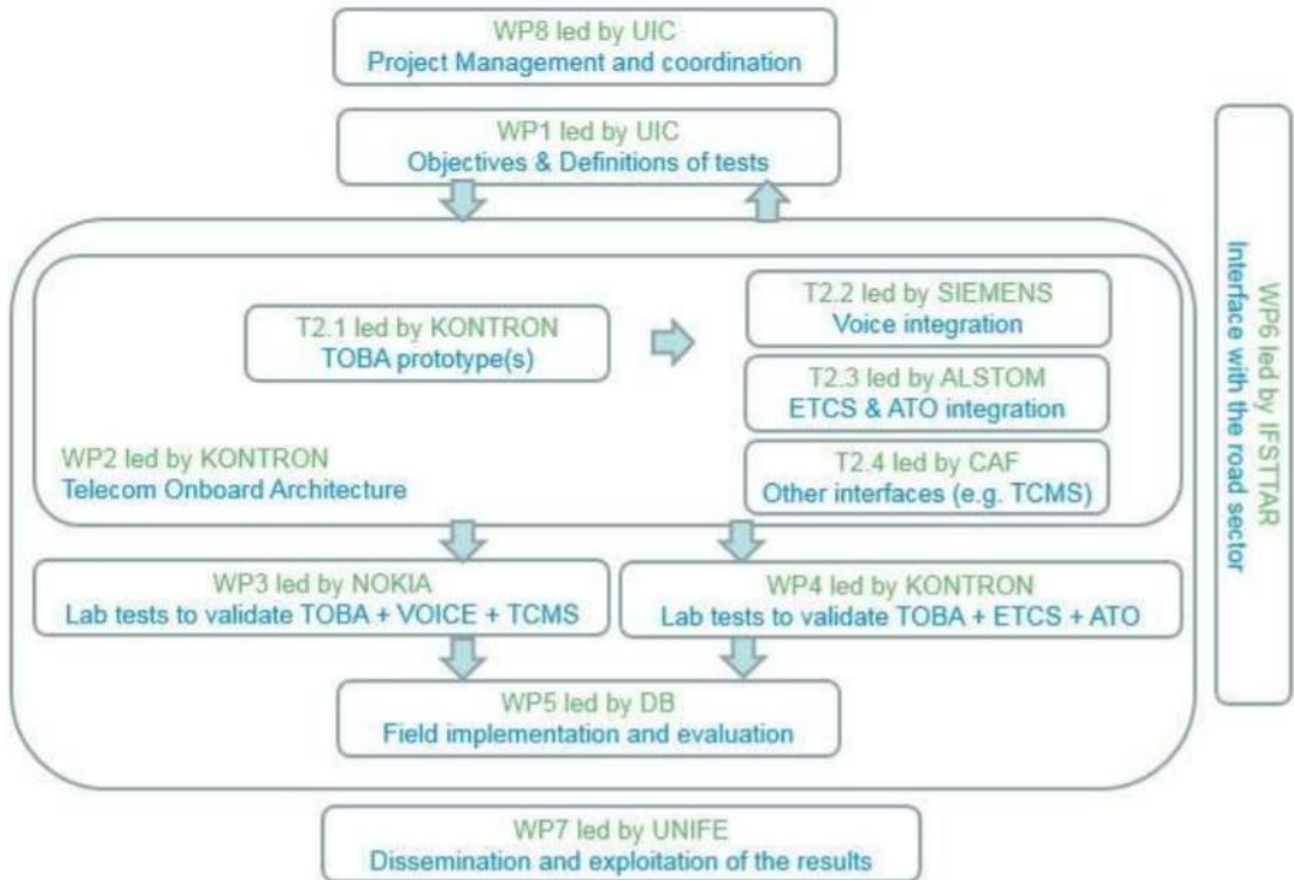 WP8 led by UIC
Project Management and coordination
WP1 led by UIC
Objectives & Definitions of tests
T2.1 led by KONTRON
TOBA prototype(s)
T2.2 led by SIEMENS
Voice integration
T2.3 led by ALSTOM
ETCS & ATO integration
T2.4 led by CAF
Other interfaces (e.g. TCMS)
WP2 led by KONTRON
Telecom Onboard Architecture
WP3 led by NOKIA
Lab tests to validate TOBA + VOICE + TCMS
WP4 led by KONTRON
Lab tests to validate TOBA + ETCS + ATO
WP5 led by DB
Field implementation and evaluation
WP6 led by IFSTTAR
Interface with the road sector
WP7 led by UNIFE
Dissemination and exploitation of the results